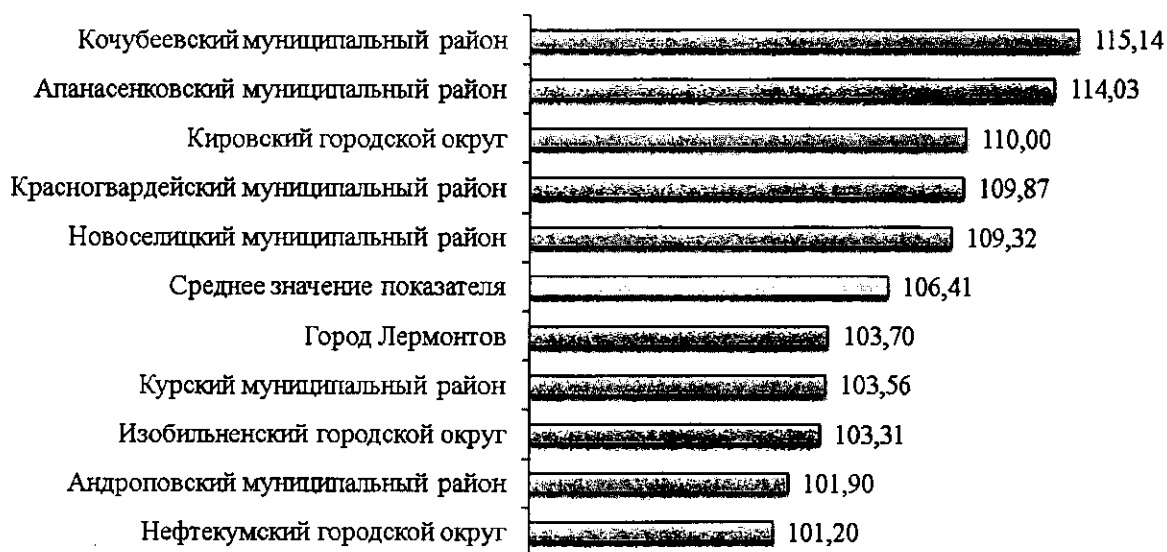 Кочубеевский муниципальный район 115,14
Апанасенковский муниципальный район 114,03
Кировский городской округ 110,00
Красногвардейский муниципальный район 109,87
Новоселицкий муниципальный район 109,32
Среднее значение показателя 106,41
Город Лермонтов 103,70
Курский муниципальный район 103,56
Изобильненский городской округ 103,31
Андроповский муниципальный район 101,90
Нефтекумский городской округ 101,20